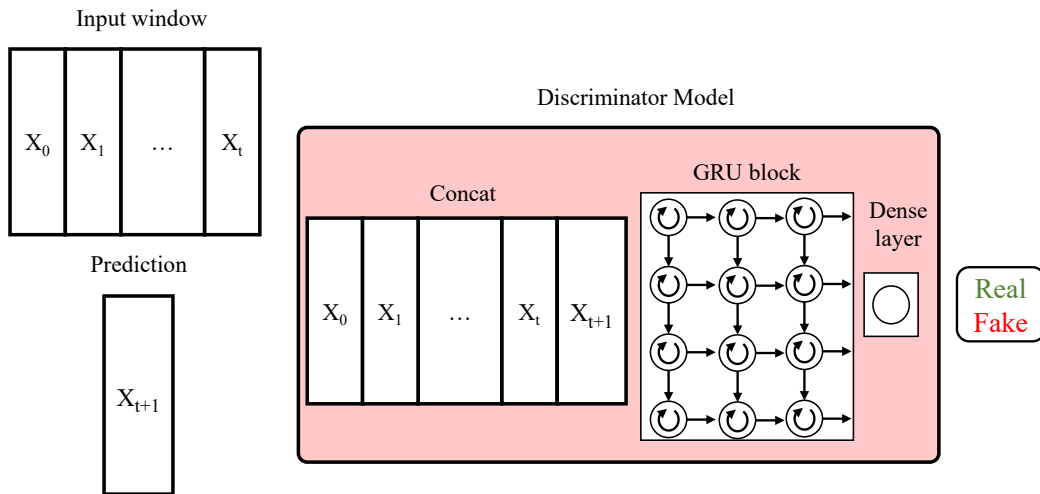 Input window
X₀ X₁ … Xₜ
Prediction
Xₜ₊₁
Discriminator Model
Concat
X₀ X₁ … Xₜ Xₜ₊₁
GRU block
Dense
layer
Real
Fake